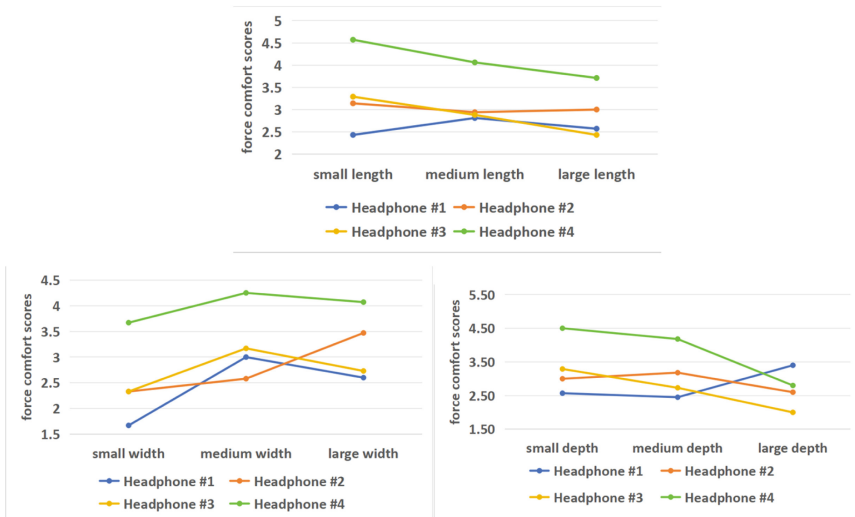 force comfort scores
5
4.5
4
3.5
3
2.5
2
small length medium length large length
Headphone #1 Headphone #2
Headphone #3 Headphone #4
force comfort scores
4.5
4
3.5
3
2.5
2
1.5
small width medium width large width
Headphone #1 Headphone #2
Headphone #3 Headphone #4
force comfort scores
5.50
4.50
3.50
2.50
1.50
small depth medium depth large depth
Headphone #1 Headphone #2
Headphone #3 Headphone #4